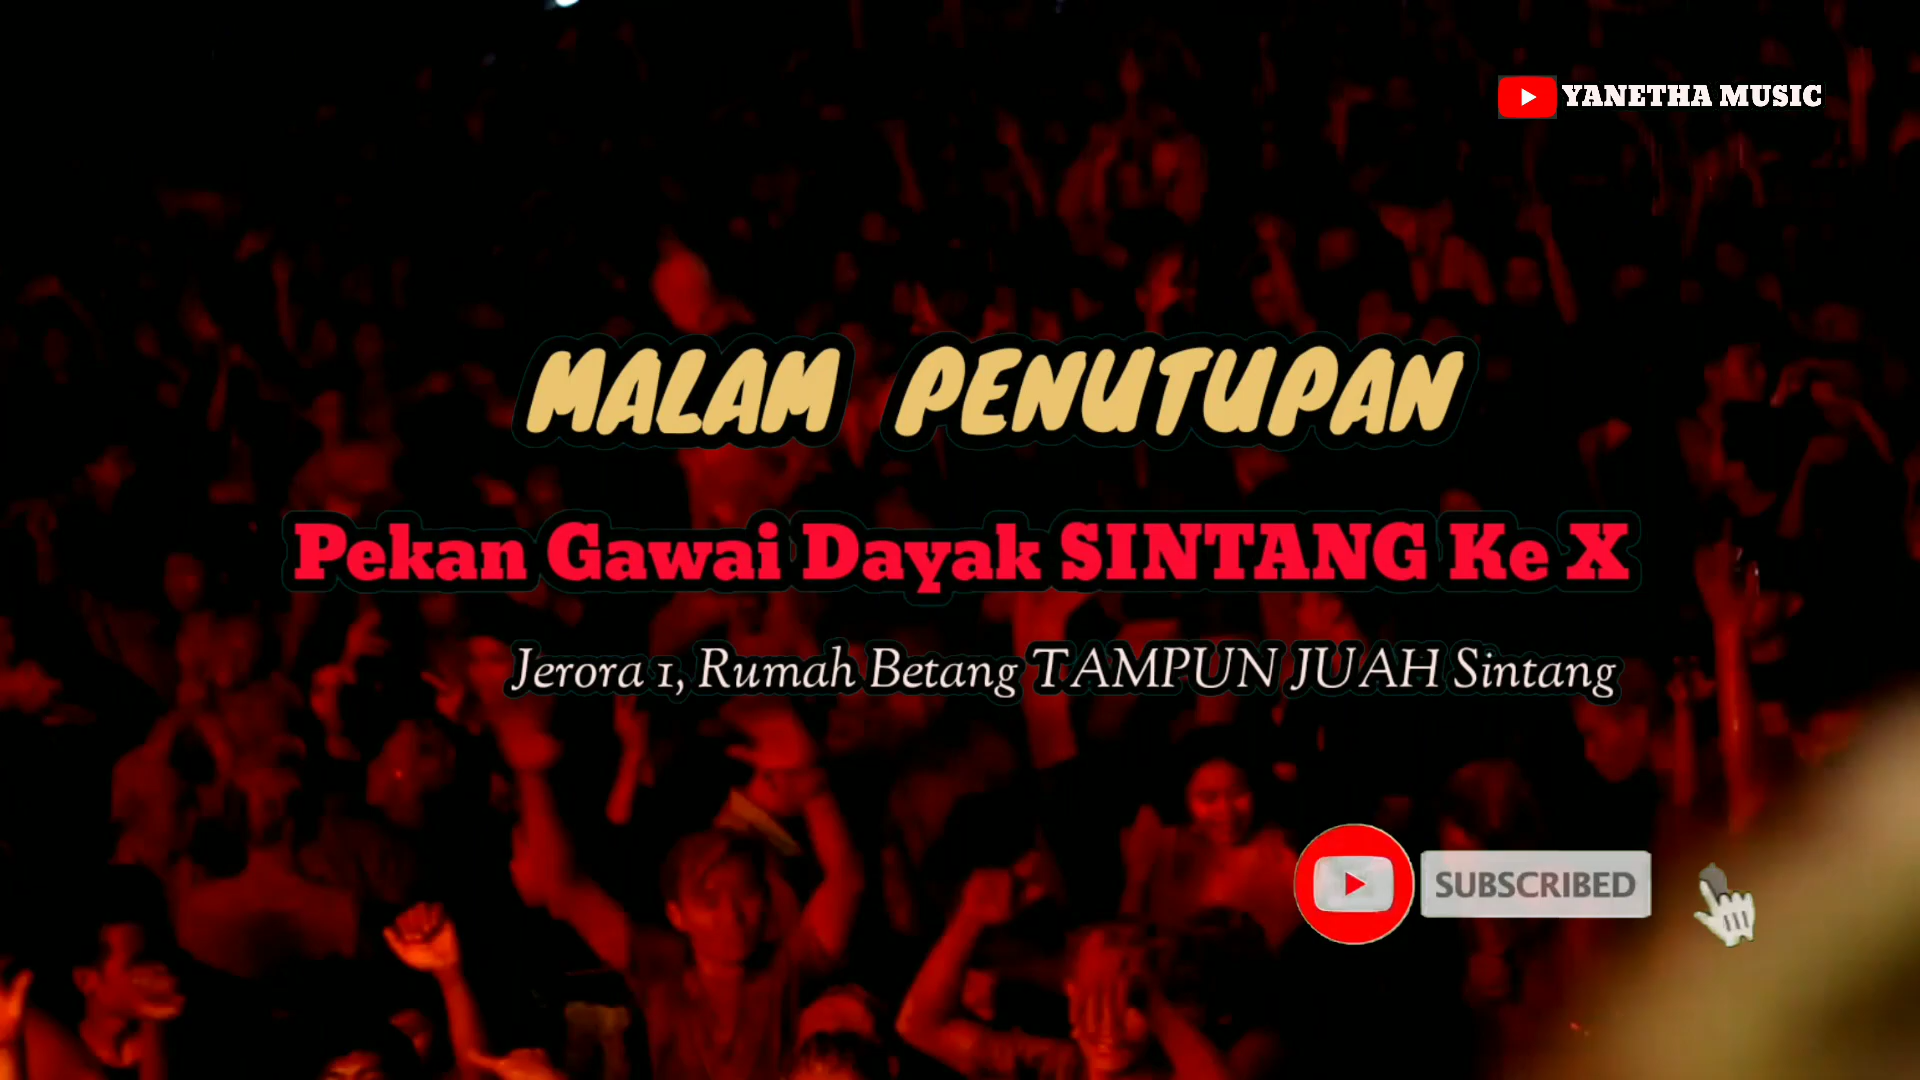 YANETHA MUSIC
MALAM PENUTUPAN
Pekan Gawai Dayak SINTANG Ke X
Jerora 1, Rumah Betang TAMPUN JUAH Sintang
SUBSCRIBED